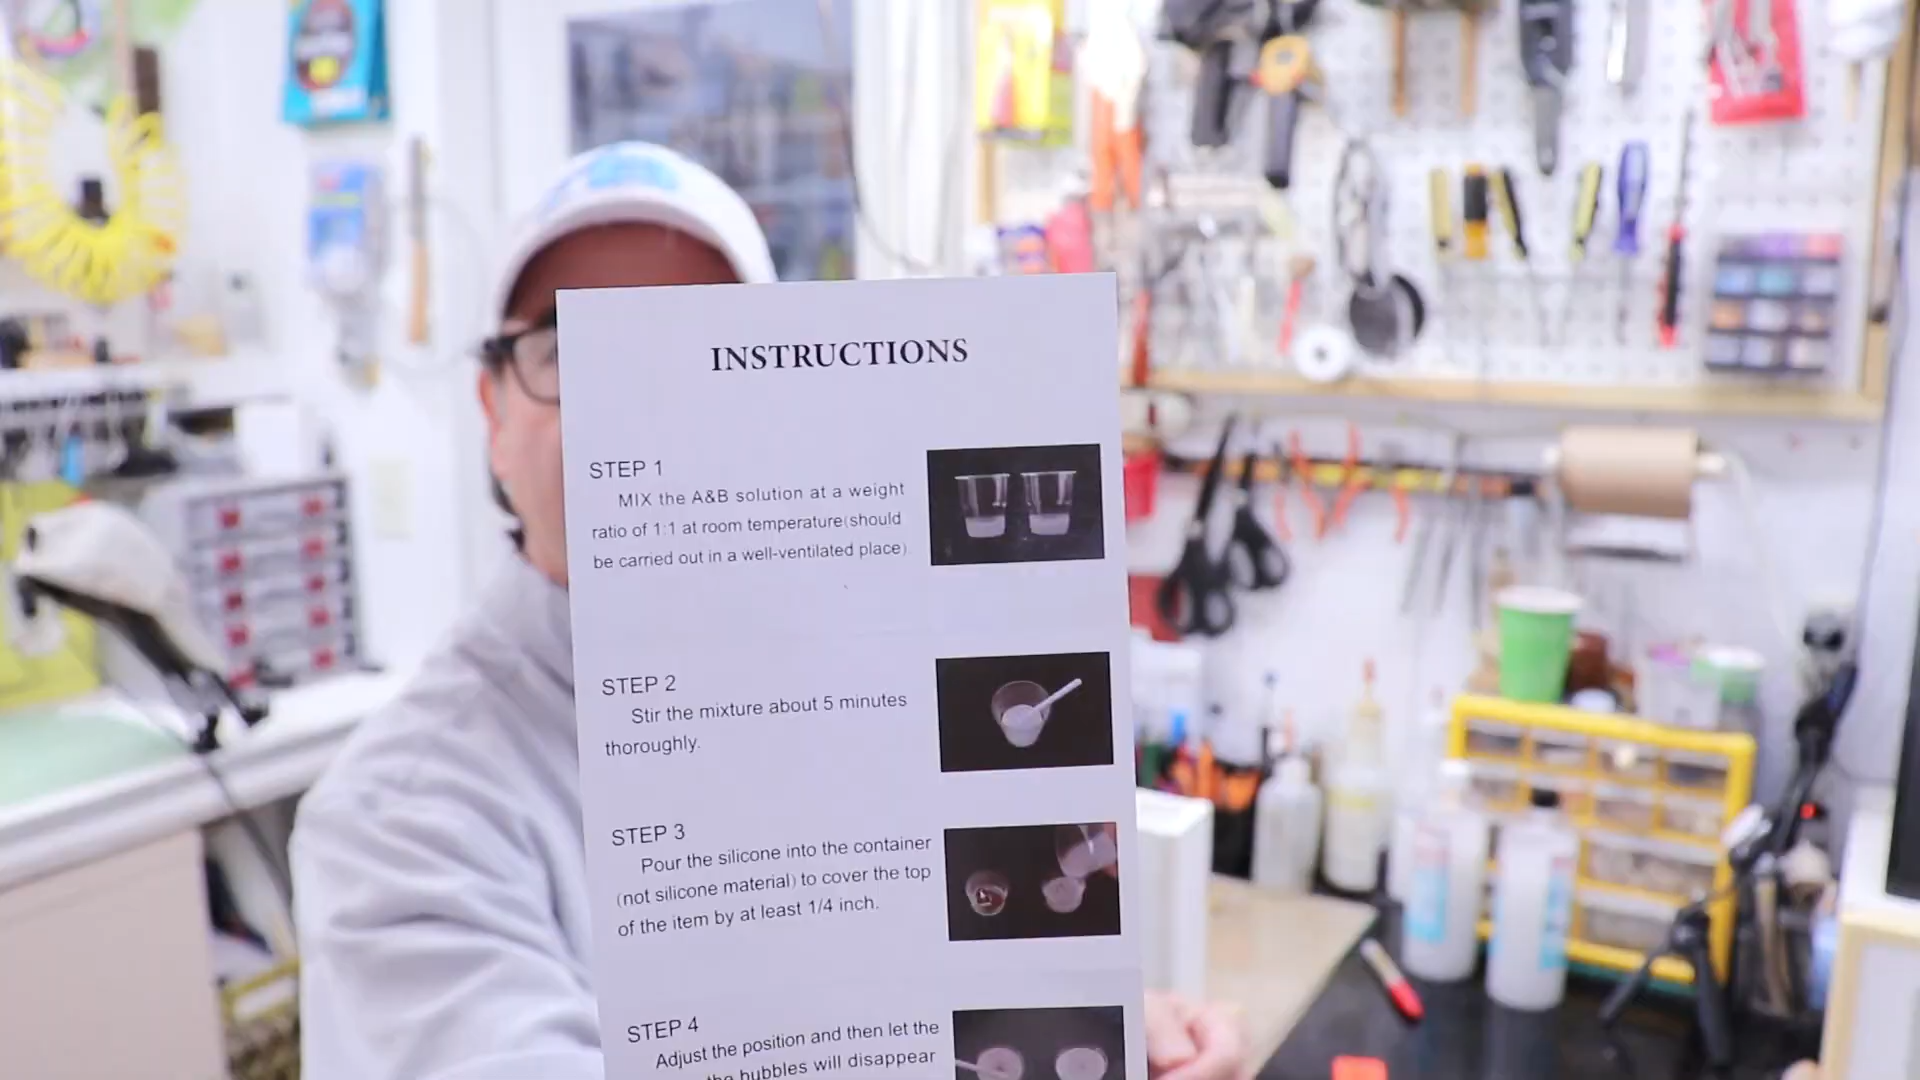 INSTRUCTIONS
STEP 1
MIX the A&B solution at a weight
ratio of 1:1 at room temperature(should
be carried out in a well-ventilated place)
STEP 2
Stir the mixture about 5 minutes
thoroughly.
STEP 3
Pour the silicone into the container
(not silicone material) to cover the top
of the item by at least 1/4 inch.
STEP 4
Adjust the position and then let the
the bubbles will disappear